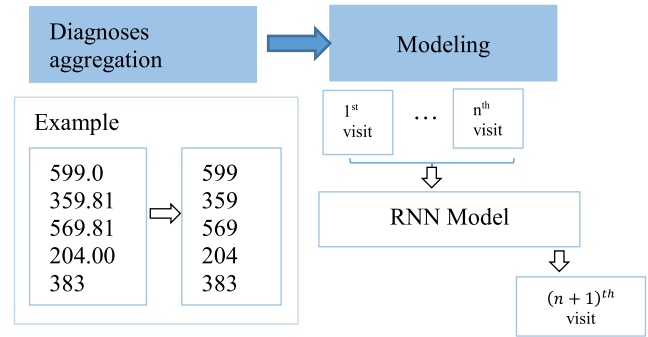 Diagnoses
aggregation
Modeling
Example
599.0
359.81
569.81
204.00
383
599
359
569
204
383
1st
visit
...
nth
visit
RNN Model
(n + 1)th
visit